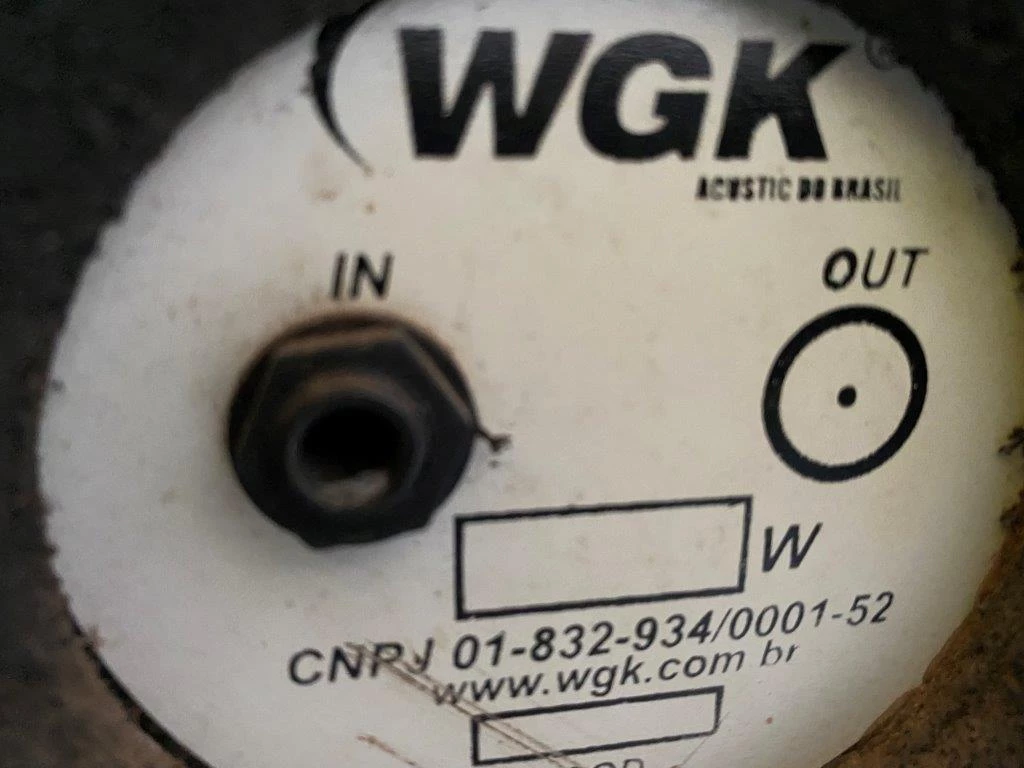 WGK
ACUSTIC DO BRASIL
IN
OUT
W
CNPJ 01-832-934/0001-52
www.wgk.com br